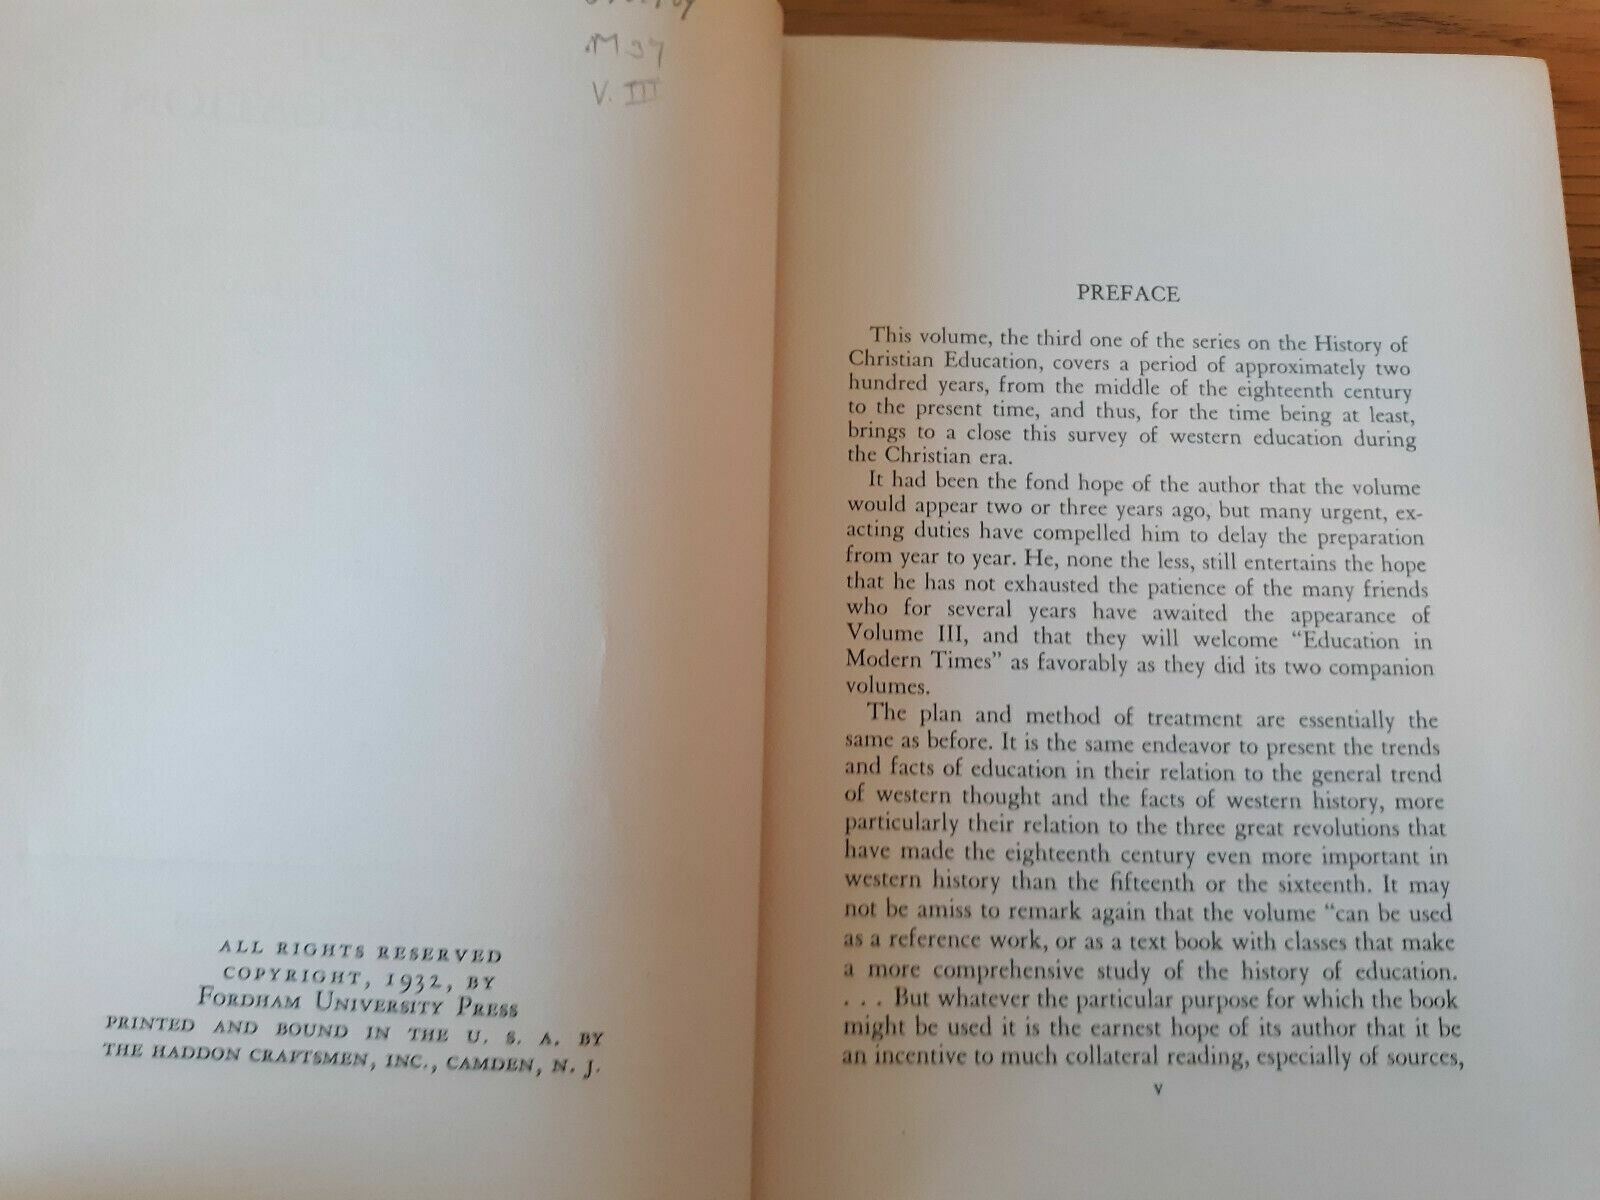 M 37
V. III
ALL RIGHTS RESERVED
COPYRIGHT, 1932, BY
FORDHAM UNIVERSITY PRESS
PRINTED AND BOUND IN THE U. S. A. BY
THE HADDON CRAFTSMEN, INC., CAMDEN, N. J.
PREFACE
This volume, the third one of the series on the History of
Christian Education, covers a period of approximately two
hundred years, from the middle of the eighteenth century
to the present time, and thus, for the time being at least,
brings to a close this survey of western education during
the Christian era.
It had been the fond hope of the author that the volume
would appear two or three years ago, but many urgent, ex-
acting duties have compelled him to delay the preparation
from year to year. He, none the less, still entertains the hope
that he has not exhausted the patience of the many friends
who for several years have awaited the appearance of
Volume III, and that they will welcome “Education in
Modern Times” as favorably as they did its two companion
volumes.
The plan and method of treatment are essentially the
same as before. It is the same endeavor to present the trends
and facts of education in their relation to the general trend
of western thought and the facts of western history, more
particularly their relation to the three great revolutions that
have made the eighteenth century even more important in
western history than the fifteenth or the sixteenth. It may
not be amiss to remark again that the volume “can be used
as a reference work, or as a text book with classes that make
a more comprehensive study of the history of education.
. . . But whatever the particular purpose for which the book
might be used it is the earnest hope of its author that it be
an incentive to much collateral reading, especially of sources,
v